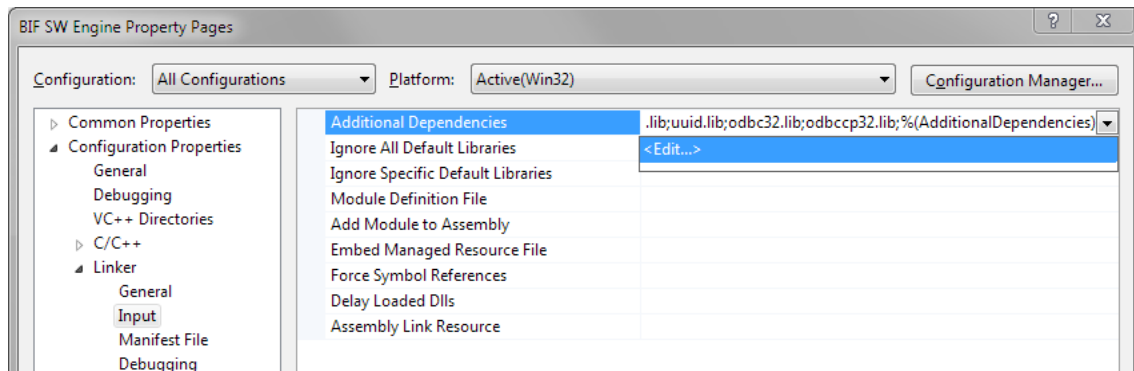 BIF SW Engine Property Pages
Configuration: All Configurations Platform: Active(Win32) Configuration Manager...
Common Properties
Configuration Properties
General
Debugging
VC++ Directories
C/C++
Linker
General
Input
Manifest File
Debugging
Additional Dependencies .lib;uuid.lib;odbc32.lib;odbccp32.lib;%(AdditionalDependencies)
Ignore All Default Libraries <Edit...>
Ignore Specific Default Libraries
Module Definition File
Add Module to Assembly
Embed Managed Resource File
Force Symbol References
Delay Loaded Dlls
Assembly Link Resource